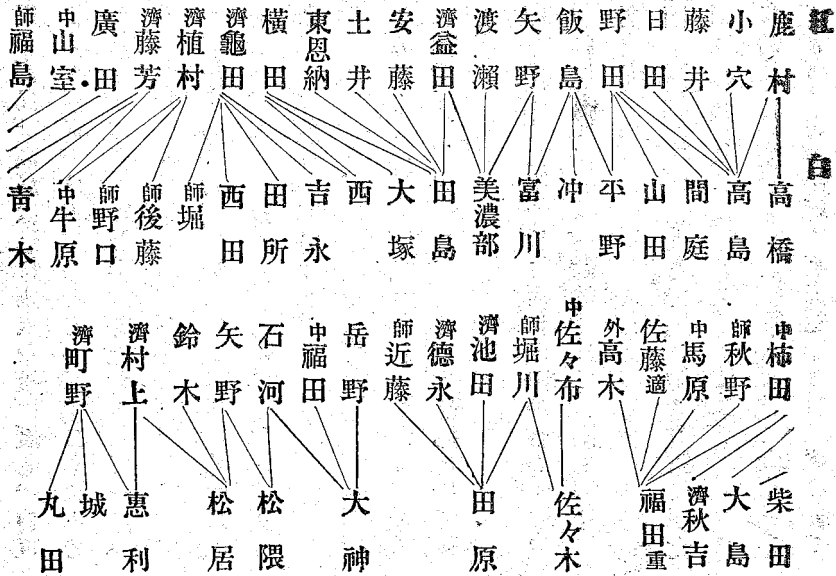 紅
白
鹿村
小穴
藤井
日田
野田
飯島
矢野
渡瀬
濟益田
安藤
土井
東恩納
橫田
濟龜田
濟植村
濟藤芳
廣田
中山室
師福島
高橋
高島
間庭
山田
平野
冲
富川
美濃部
田島
大塚
西
吉永
田所
西田
師堀
師後藤
師野口
中牛原
青木
中柿田
師秋野
中馬原
佐藤適
外高木
中佐々布
師堀川
濟池田
濟德永
師近藤
岳野
中福田
石河
矢野
鈴木
濟村上
濟町野
柴田
大島
濟秋吉
福田重
佐々木
田原
大神
松隈
松居
惠利
城
丸田